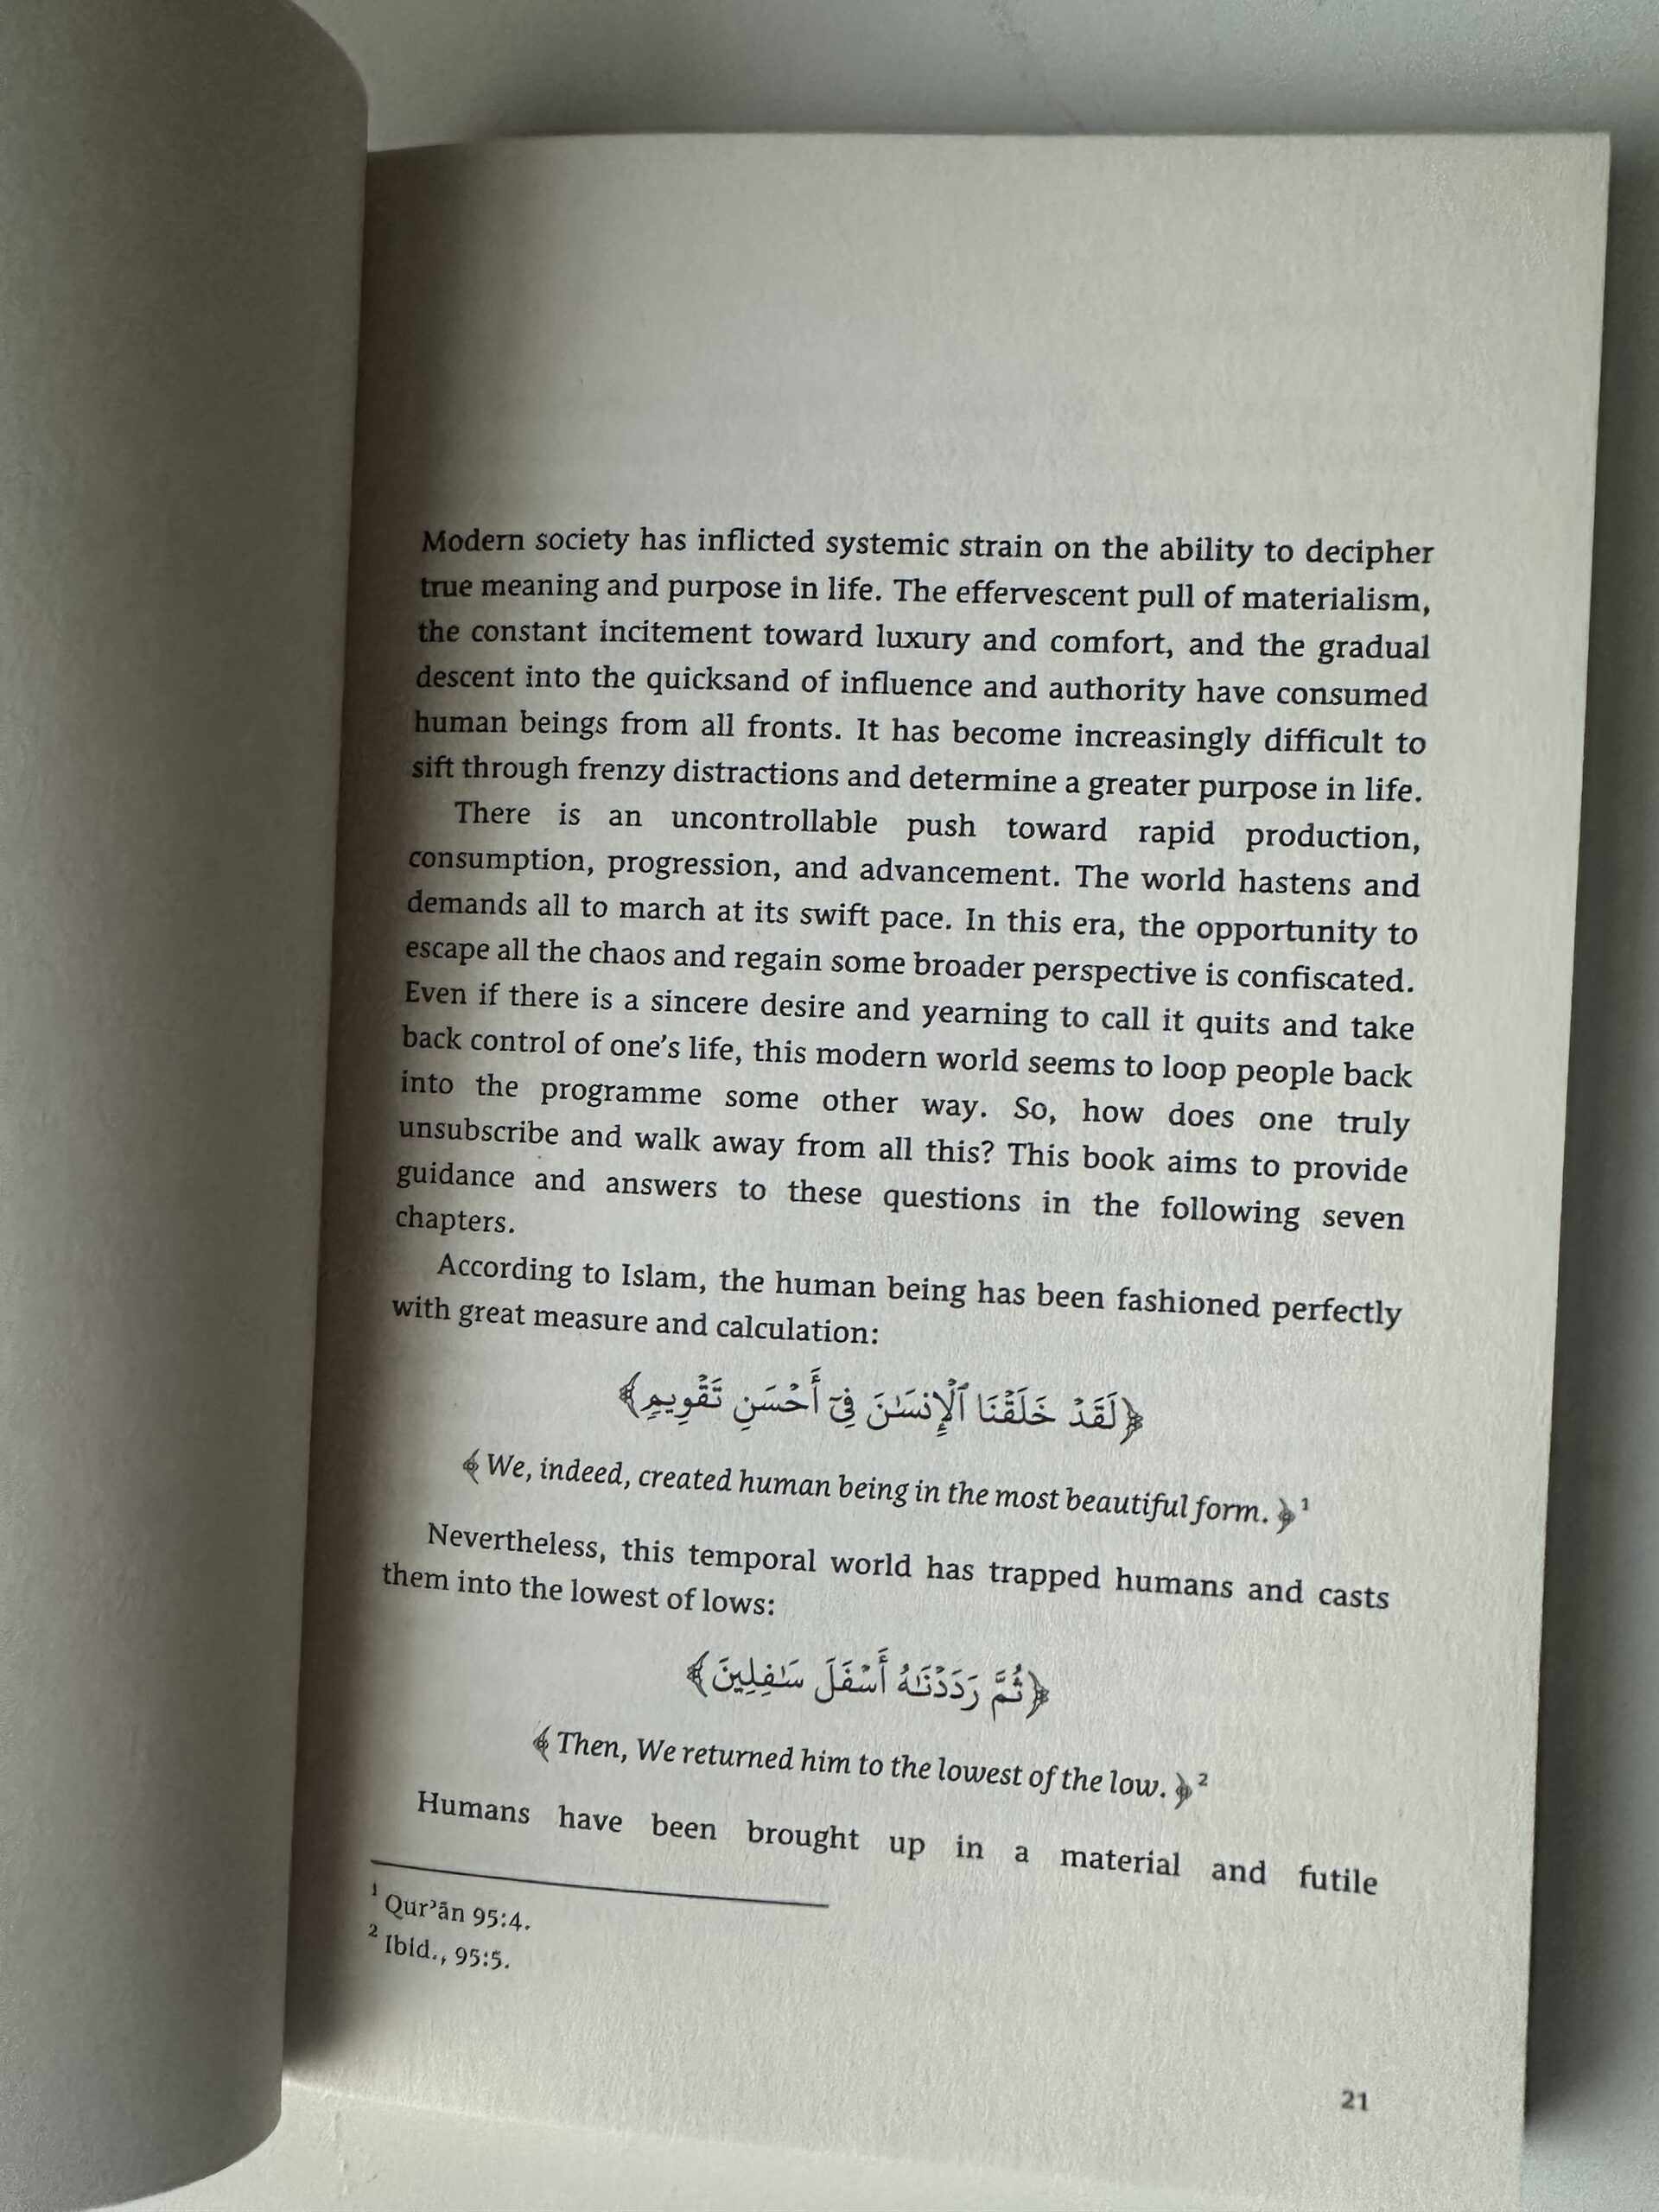 Modern society has inflicted systemic strain on the ability to decipher
true meaning and purpose in life. The effervescent pull of materialism,
the constant incitement toward luxury and comfort, and the gradual
descent into the quicksand of influence and authority have consumed
human beings from all fronts. It has become increasingly difficult to
sift through frenzy distractions and determine a greater purpose in life.
There is an uncontrollable push toward rapid production,
consumption, progression, and advancement. The world hastens and
demands all to march at its swift pace. In this era, the opportunity to
escape all the chaos and regain some broader perspective is confiscated.
Even if there is a sincere desire and yearning to call it quits and take
back control of one's life, this modern world seems to loop people back
into the programme some other way. So, how does one truly
unsubscribe and walk away from all this? This book aims to provide
guidance and answers to these questions in the following seven
chapters.
According to Islam, the human being has been fashioned perfectly
with great measure and calculation:
﴿لَقَدْ خَلَقْنَا ٱلْإِنسَـٰنَ فِىٓ أَحْسَنِ تَقْوِيمٍ﴾
﴾We, indeed, created human being in the most beautiful form.﴿¹
Nevertheless, this temporal world has trapped humans and casts
them into the lowest of lows:
﴿ثُمَّ رَدَدْنَـٰهُ أَسْفَلَ سَـٰفِلِينَ﴾
﴾Then, We returned him to the lowest of the low.﴿²
Humans have been brought up in a material and futile
¹ Qurʾān 95:4.
² Ibid., 95:5.
21